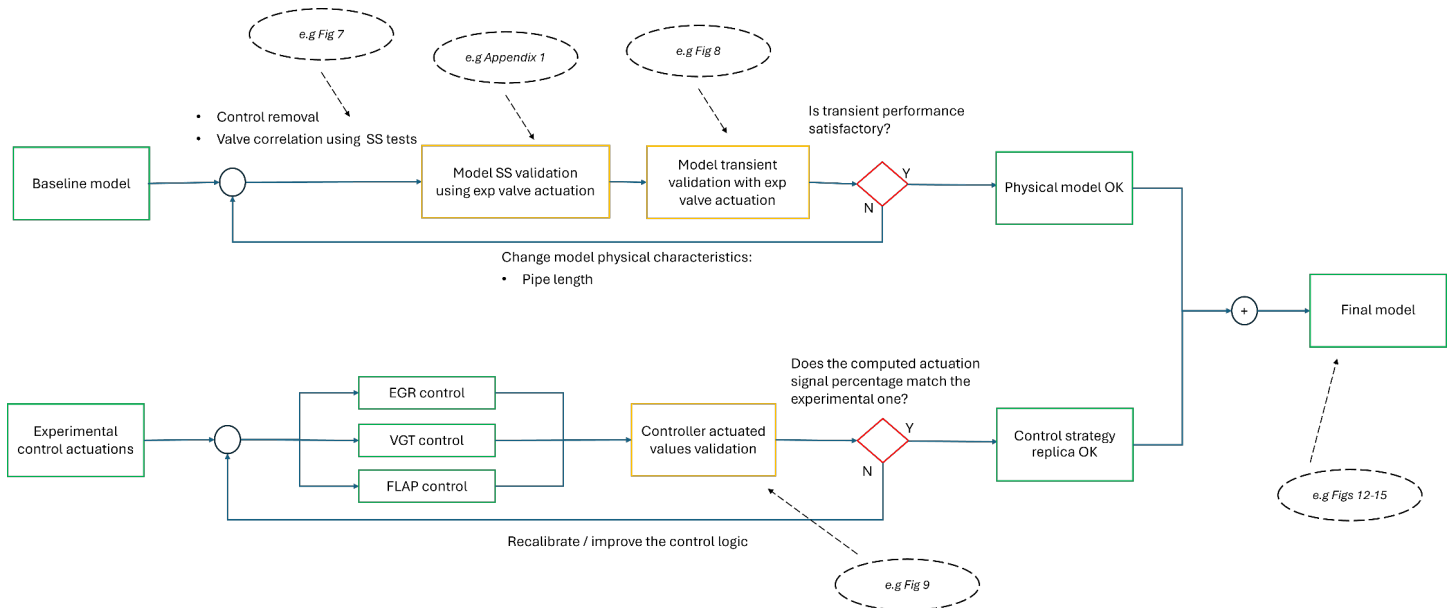 e.g Fig 7
e.g Appendix 1
e.g Fig 8
• Control removal
• Valve correlation using SS tests
Is transient performance
satisfactory?
Baseline model
Model SS validation
using exp valve actuation
Model transient
validation with exp
valve actuation
Y
N
Physical model OK
Change model physical characteristics:
• Pipe length
+
Final model
Does the computed actuation
signal percentage match the
experimental one?
Experimental
control actuations
EGR control
VGT control
FLAP control
Controller actuated
values validation
Y
N
Control strategy
replica OK
e.g Figs 12-15
Recalibrate / improve the control logic
e.g Fig 9